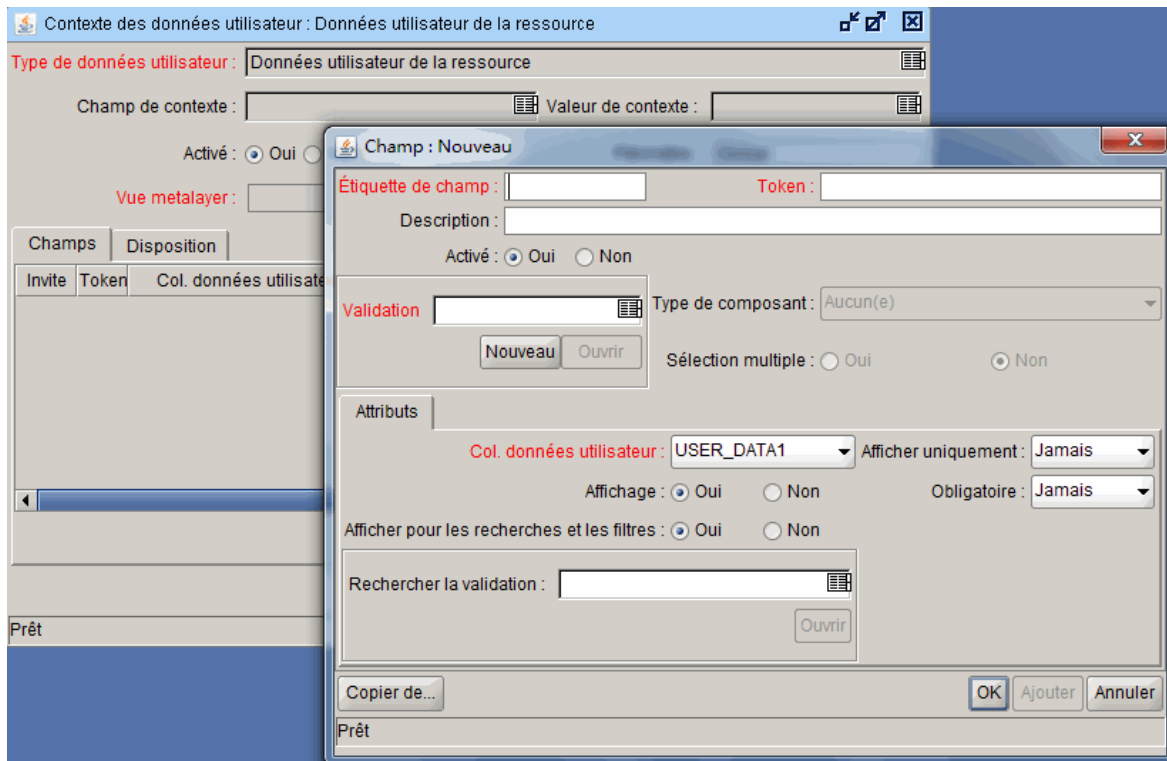 Contexte des données utilisateur : Données utilisateur de la ressource
Type de données utilisateur : Données utilisateur de la ressource
Champ de contexte : Valeur de contexte :
Activé : Oui
Vue metalayer :
Champs Disposition
Invite Token Col. données utilisate
Prêt
Champ : Nouveau
Étiquette de champ : Token :
Description :
Activé : Oui Non
Validation Type de composant : Aucun(e)
Nouveau Ouvrir Sélection multiple : Oui Non
Attributs
Col. données utilisateur : USER_DATA1 Afficher uniquement : Jamais
Affichage : Oui Non Obligatoire : Jamais
Afficher pour les recherches et les filtres : Oui Non
Rechercher la validation :
Ouvrir
Copier de... OK Ajouter Annuler
Prêt